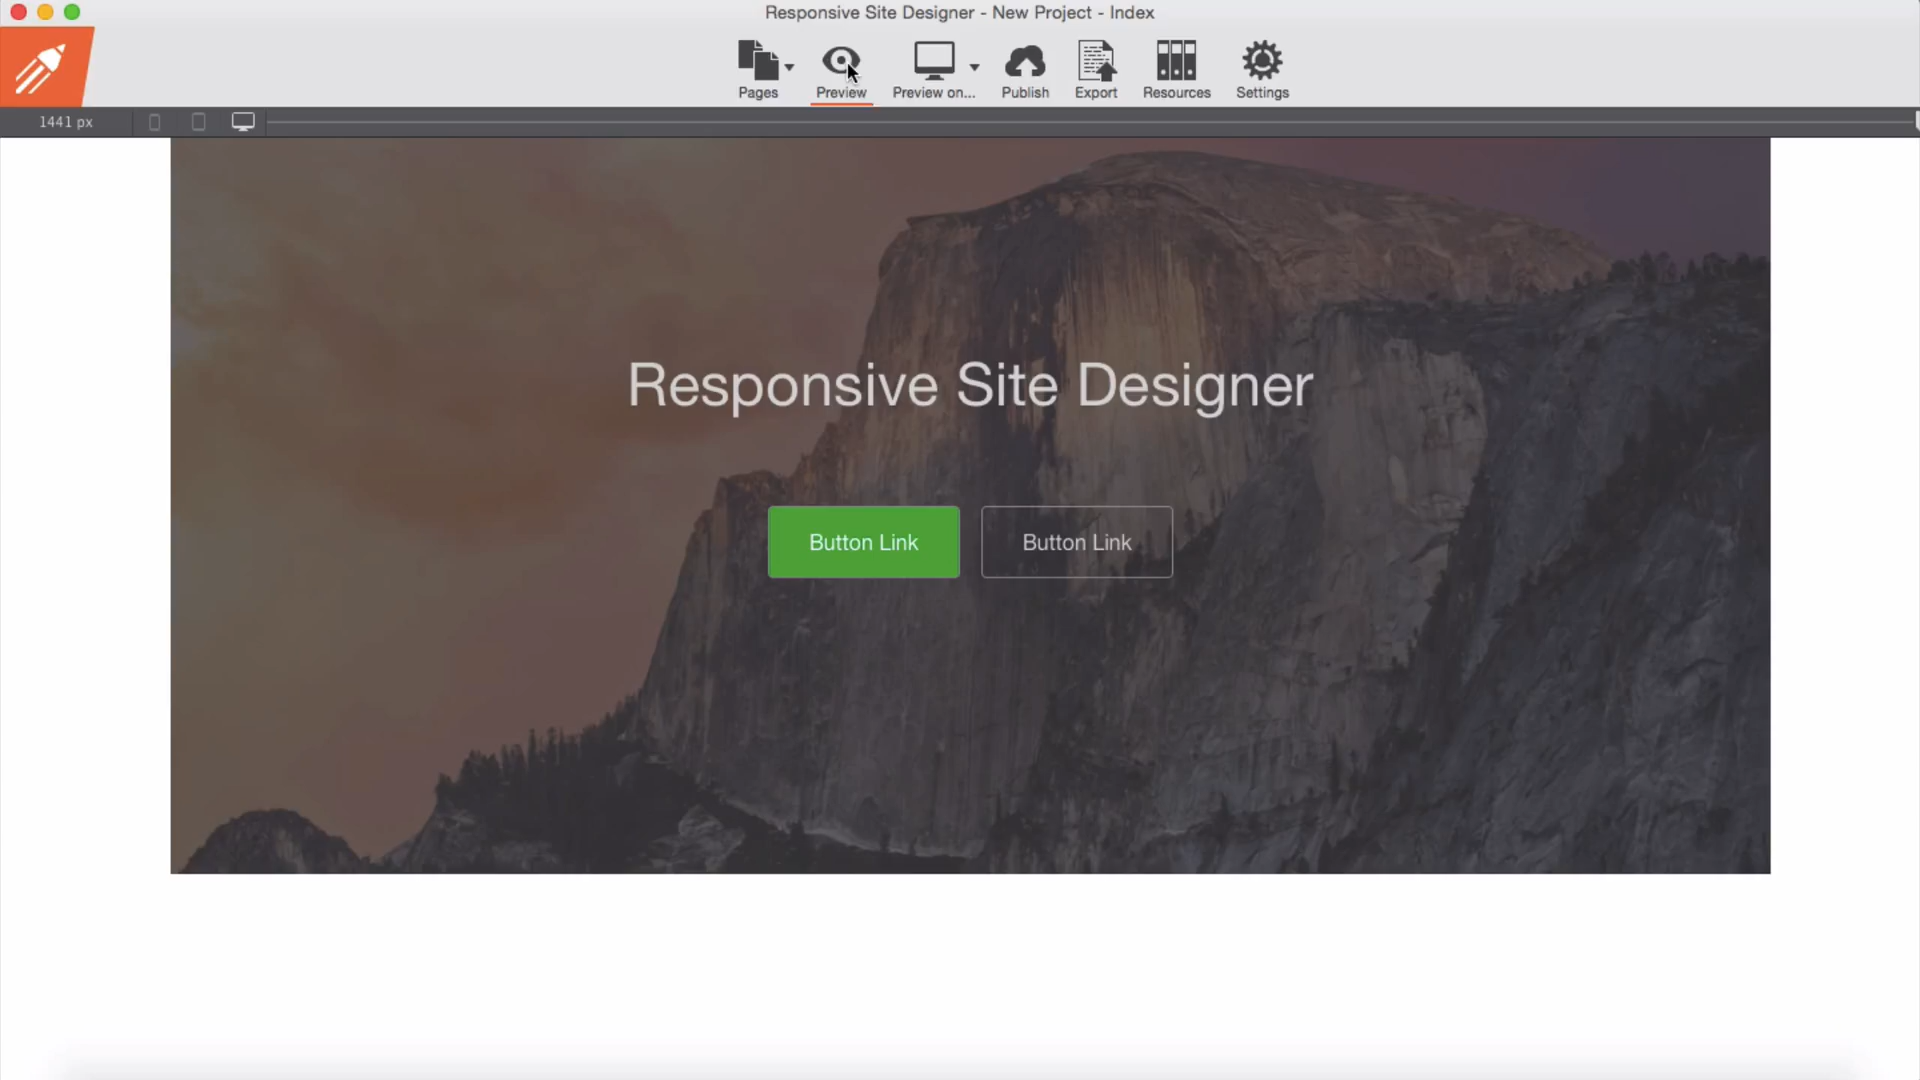 Responsive Site Designer - New Project - Index
Pages
Preview
Preview on...
Publish
Export
Resources
Settings
1441 px
Responsive Site Designer
Button Link
Button Link